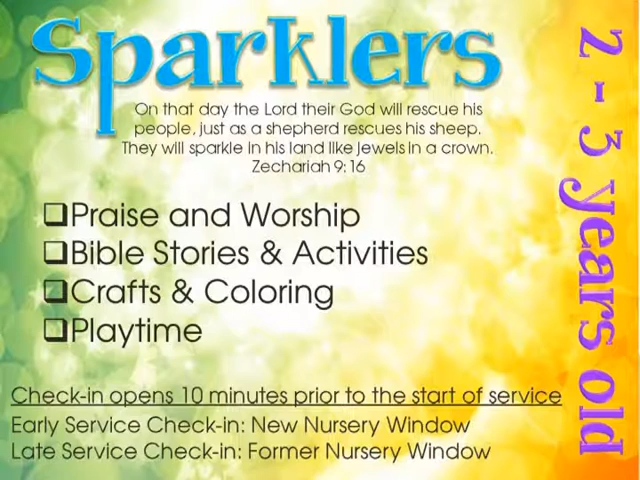 Sparklers
On that day the Lord their God will rescue his
people, just as a shepherd rescues his sheep.
They will sparkle in his land like jewels in a crown.
Zechariah 9:16
❑Praise and Worship
❑Bible Stories & Activities
❑Crafts & Coloring
❑Playtime
Check-in opens 10 minutes prior to the start of service
Early Service Check-in: New Nursery Window
Late Service Check-in: Former Nursery Window
2 - 3 years old